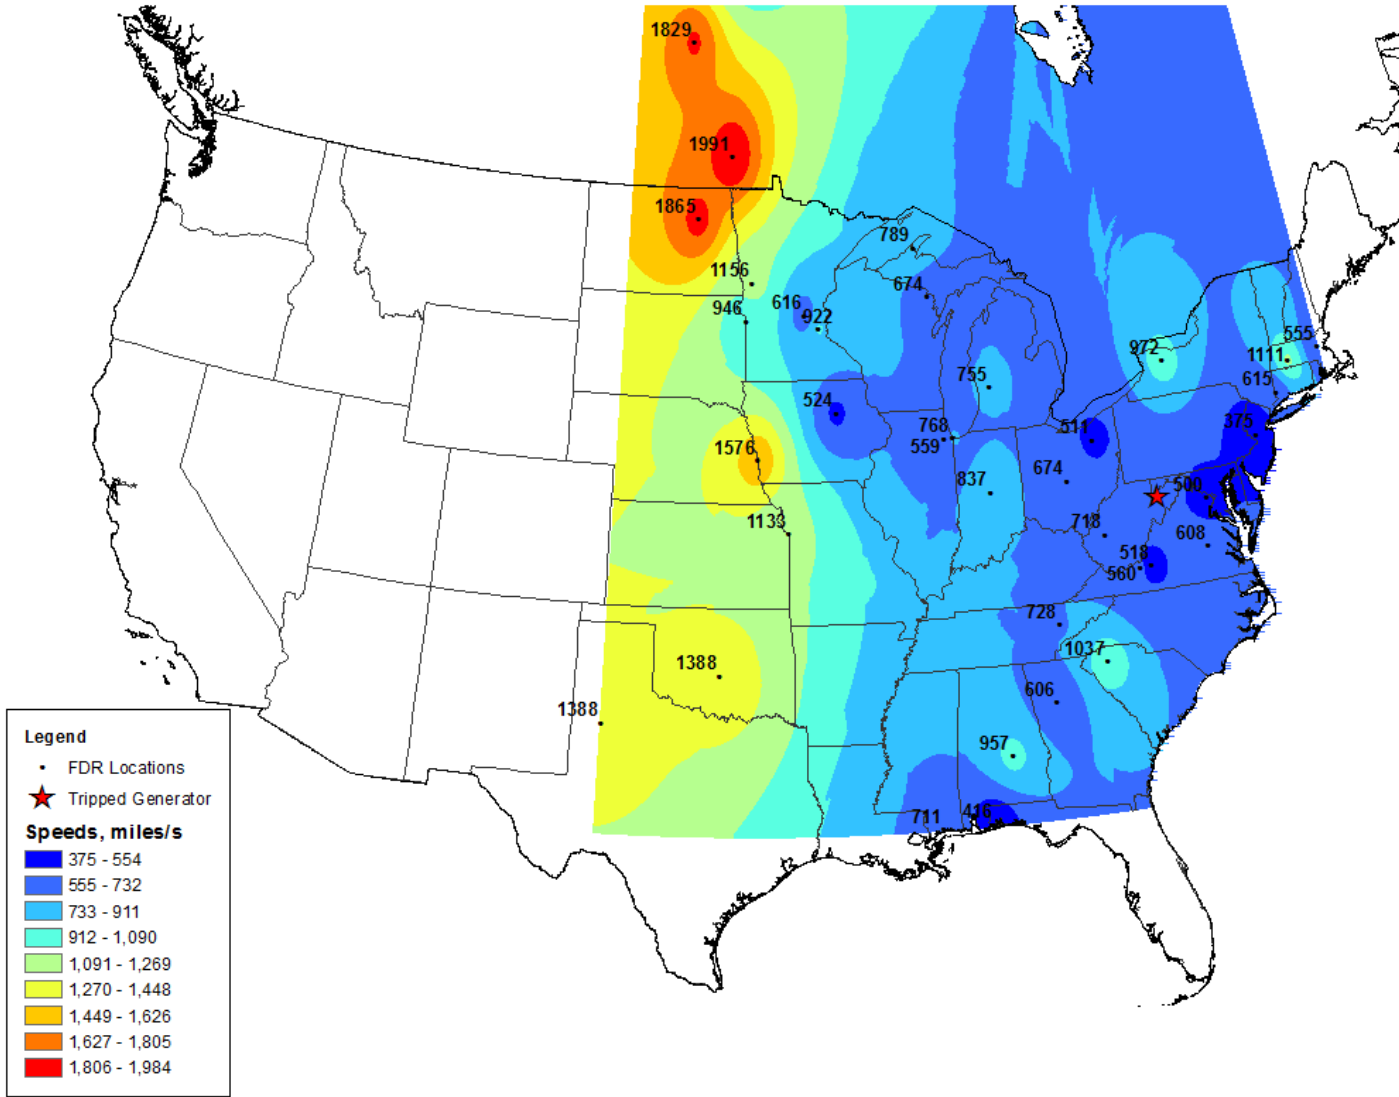 1829
1991
1865
789
1156
674
616
946
922
555
972
1111
755
615
524
375
768
511
559
1576
674
837
500
1133
718
608
518
560
728
1037
1388
606
1388
957
711
416
Legend
FDR Locations
Tripped Generator
Speeds, miles/s
375 - 554
555 - 732
733 - 911
912 - 1,090
1,091 - 1,269
1,270 - 1,448
1,449 - 1,626
1,627 - 1,805
1,806 - 1,984